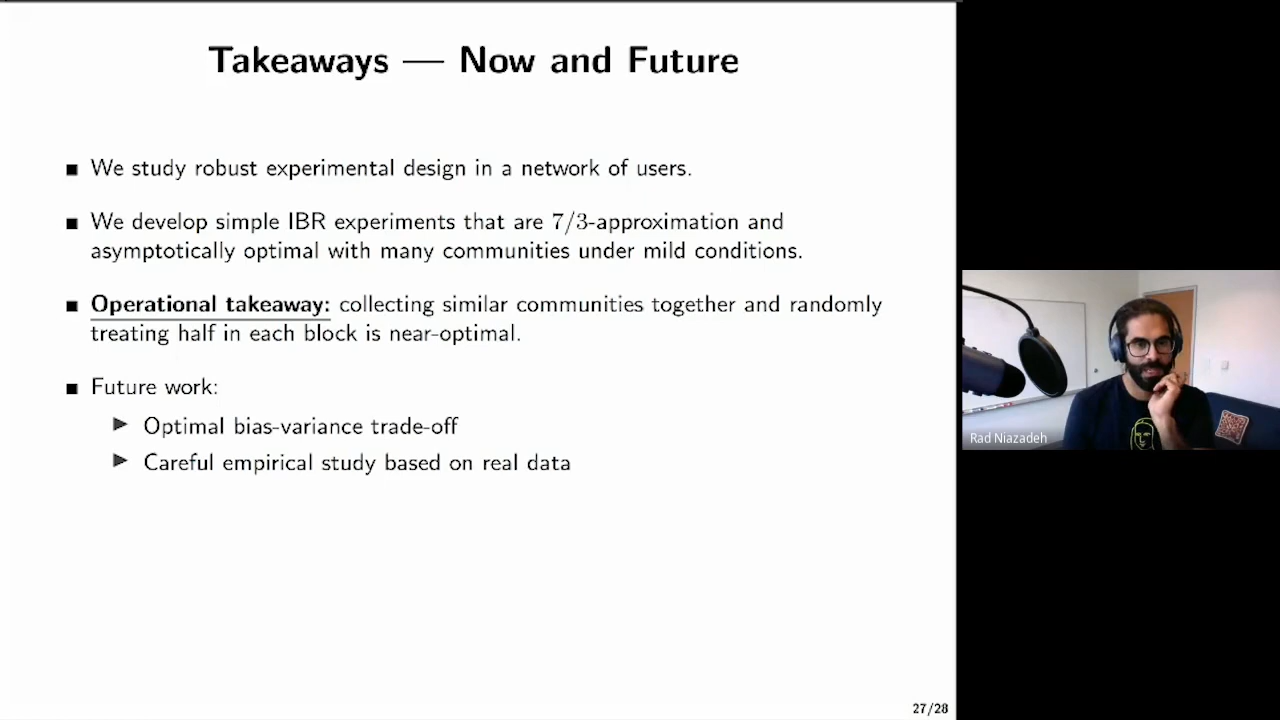 Takeaways — Now and Future
■ We study robust experimental design in a network of users.
■ We develop simple IBR experiments that are 7/3-approximation and
asymptotically optimal with many communities under mild conditions.
■ Operational takeaway: collecting similar communities together and randomly
treating half in each block is near-optimal.
■ Future work:
▶ Optimal bias-variance trade-off
▶ Careful empirical study based on real data
Rad Niazadeh
27/28